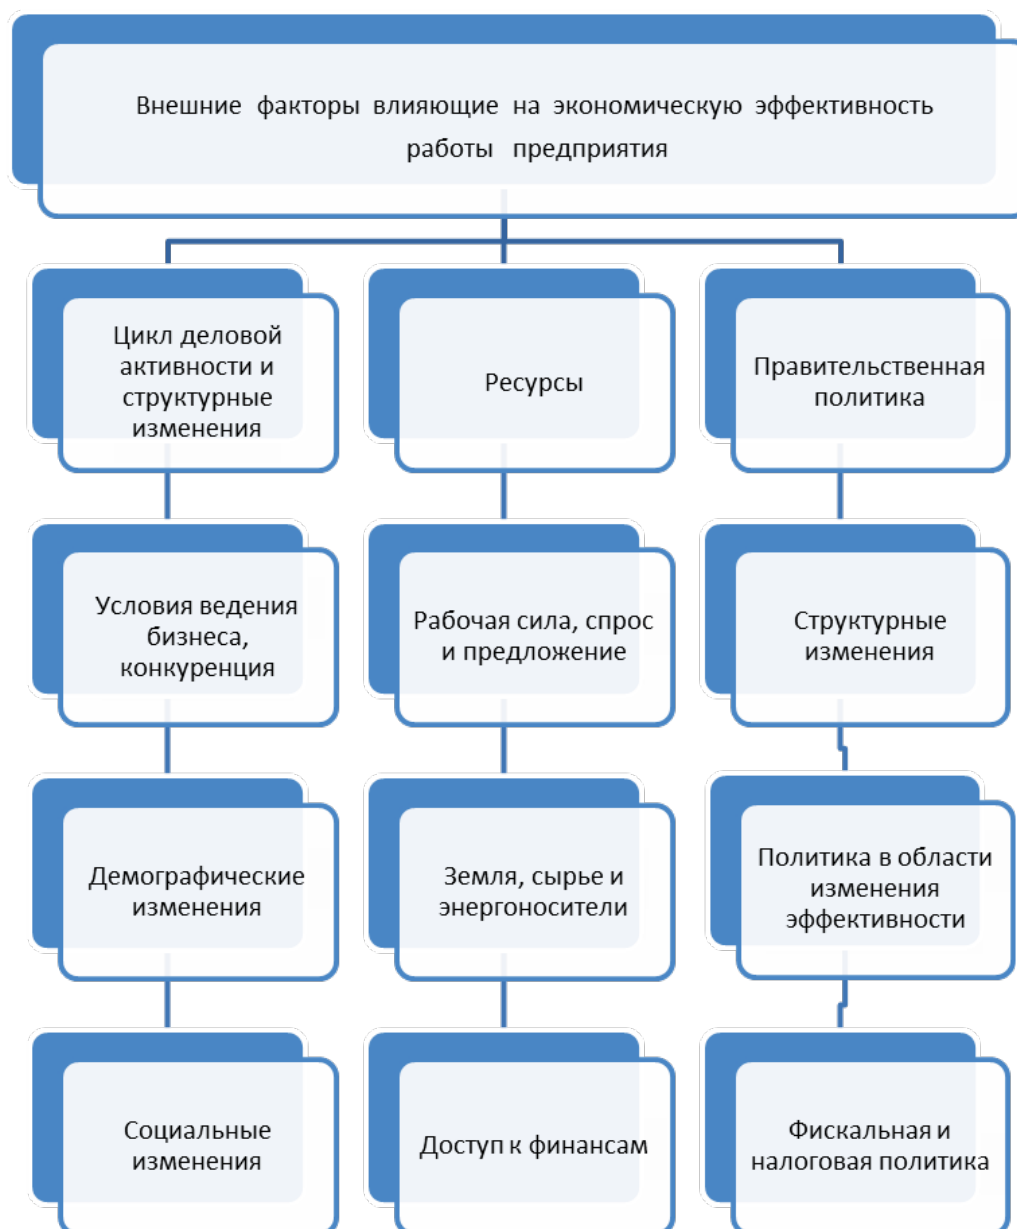 Внешние факторы влияющие на экономическую эффективность
работы предприятия
Цикл деловой
активности и
структурные
изменения
Ресурсы
Правительственная
политика
Условия ведения
бизнеса,
конкуренция
Рабочая сила, спрос
и предложение
Структурные
изменения
Демографические
изменения
Земля, сырье и
энергоносители
Политика в области
изменения
эффективности
Социальные
изменения
Доступ к финансам
Фискальная и
налоговая политика